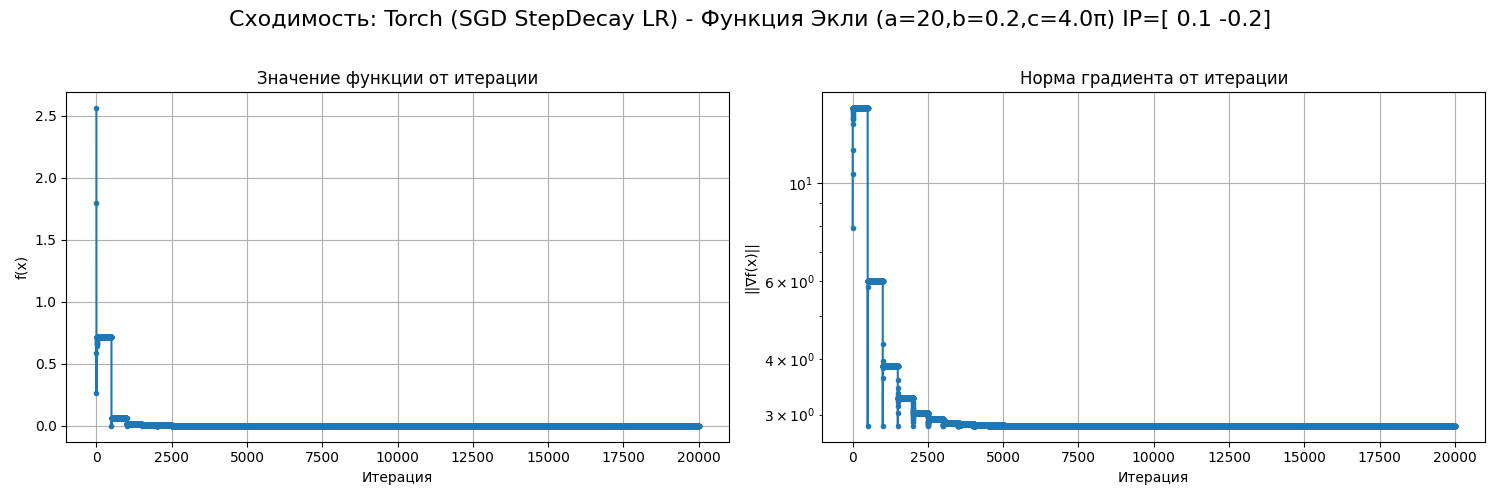 Сходимость: Torch (SGD StepDecay LR) - Функция Экли (a=20,b=0.2,c=4.0π) IP=[ 0.1 -0.2]
Значение функции от итерации
2.5
2.0
1.5
1.0
0.5
0.0
f(x)
0
2500
5000
7500
10000
12500
15000
17500
20000
Итерация
Норма градиента от итерации
10¹
6 × 10⁰
4 × 10⁰
3 × 10⁰
||∇f(x)||
0
2500
5000
7500
10000
12500
15000
17500
20000
Итерация